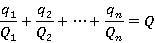 q₁/Q₁ + q₂/Q₂ + ⋯ + qₙ/Qₙ = Q